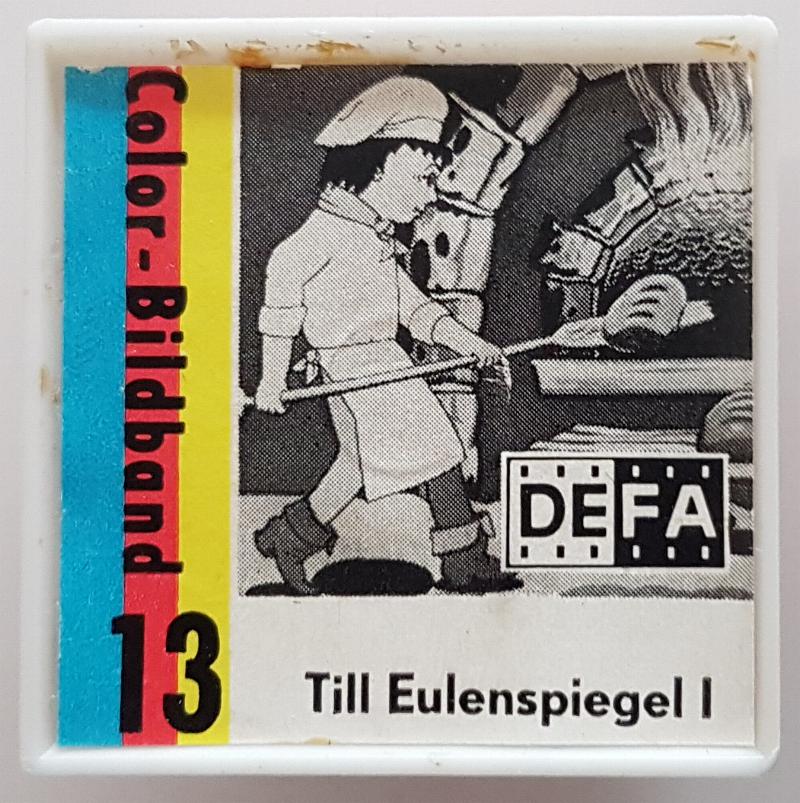 Color-Bildband
13
DEFA
Till Eulenspiegel I